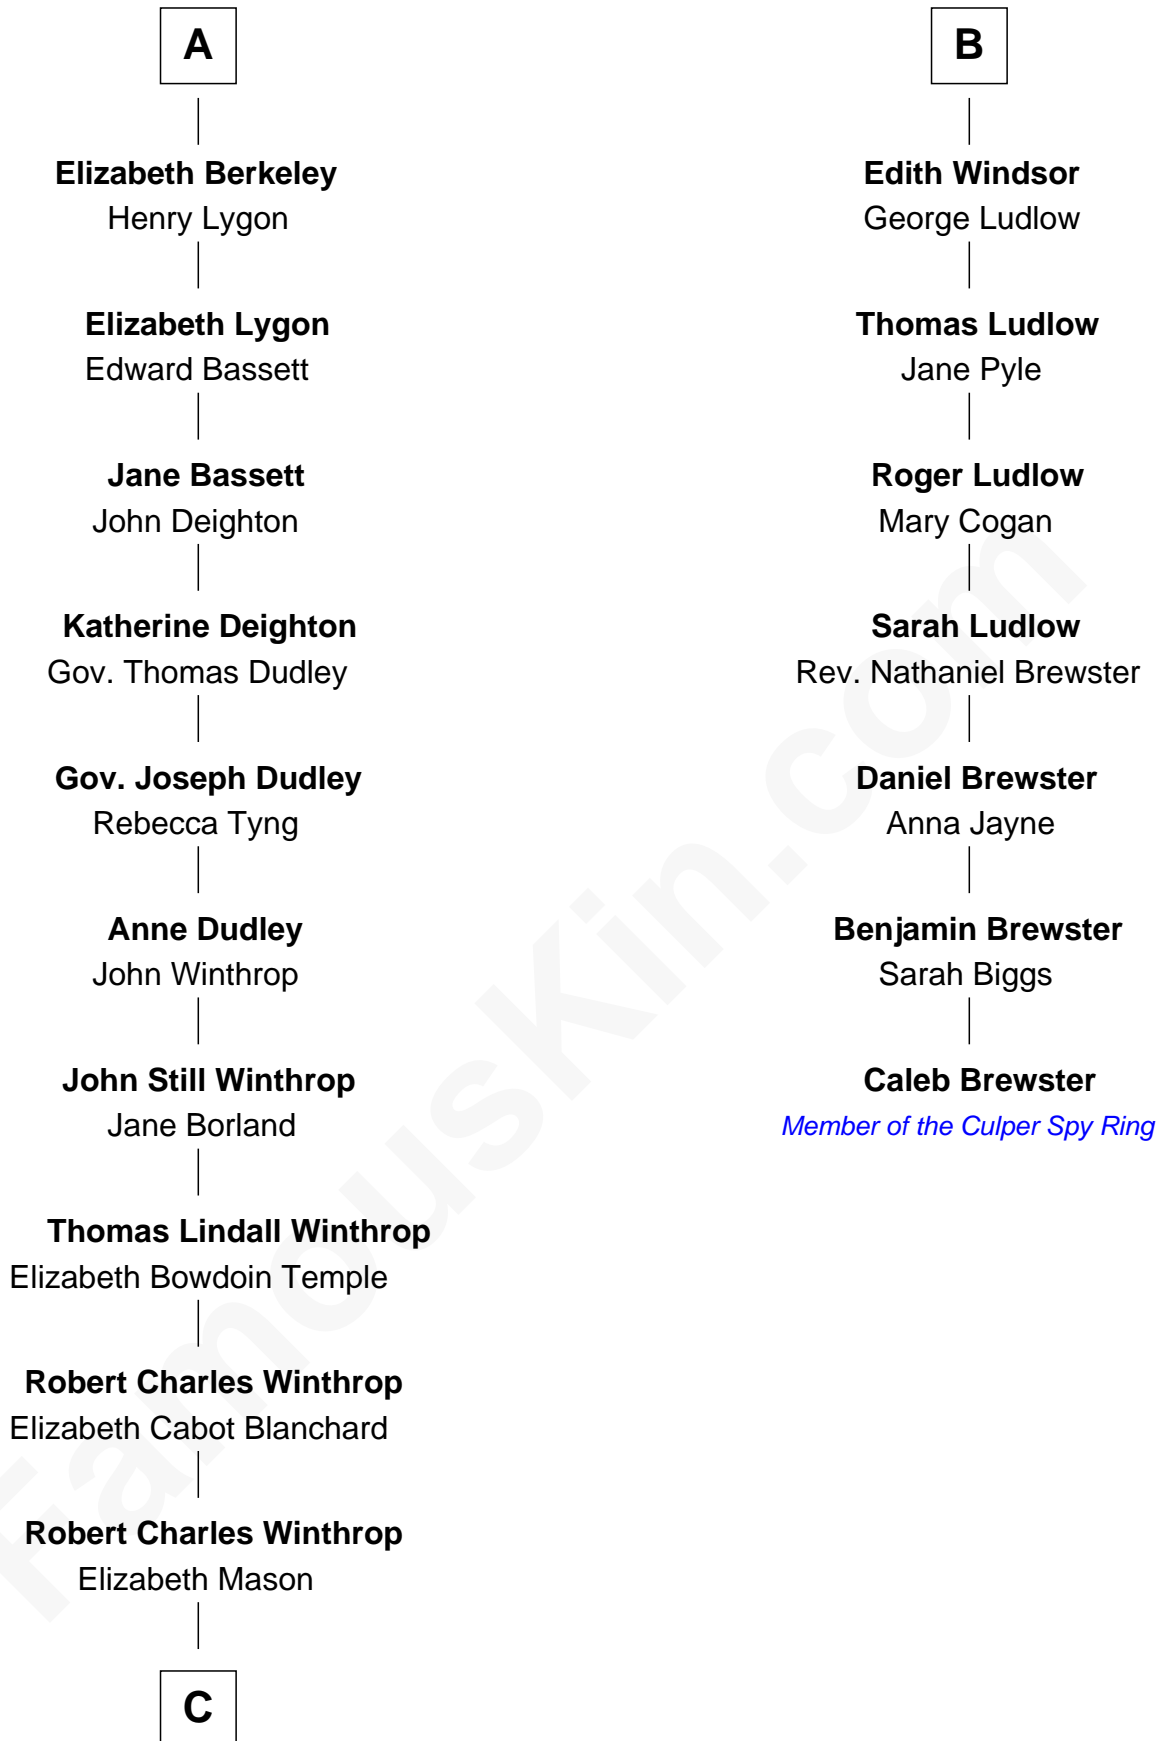 A
Elizabeth Berkeley
Henry Lygon
Elizabeth Lygon
Edward Bassett
Jane Bassett
John Deighton
Katherine Deighton
Gov. Thomas Dudley
Gov. Joseph Dudley
Rebecca Tyng
Anne Dudley
John Winthrop
John Still Winthrop
Jane Borland
Thomas Lindall Winthrop
Elizabeth Bowdoin Temple
Robert Charles Winthrop
Elizabeth Cabot Blanchard
Robert Charles Winthrop
Elizabeth Mason
C
B
Edith Windsor
George Ludlow
Thomas Ludlow
Jane Pyle
Roger Ludlow
Mary Cogan
Sarah Ludlow
Rev. Nathaniel Brewster
Daniel Brewster
Anna Jayne
Benjamin Brewster
Sarah Biggs
Caleb Brewster
Member of the Culper Spy Ring
FamousKin.com